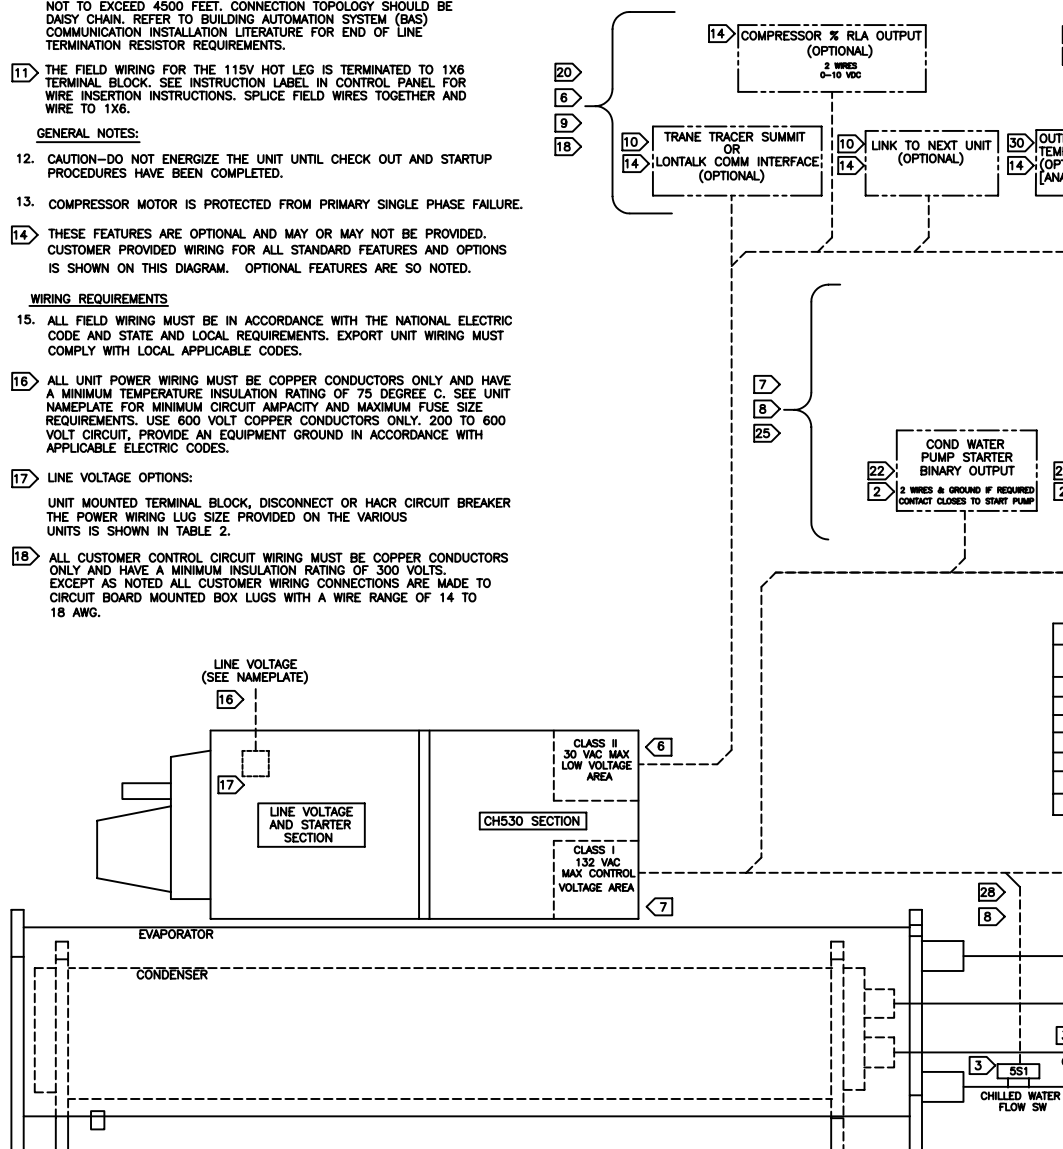 NOT TO EXCEED 4500 FEET. CONNECTION TOPOLOGY SHOULD BE
DAISY CHAIN. REFER TO BUILDING AUTOMATION SYSTEM (BAS)
COMMUNICATION INSTALLATION LITERATURE FOR END OF LINE
TERMINATION RESISTOR REQUIREMENTS.
11 THE FIELD WIRING FOR THE 115V HOT LEG IS TERMINATED TO 1X6
TERMINAL BLOCK. SEE INSTRUCTION LABEL IN CONTROL PANEL FOR
WIRE INSERTION INSTRUCTIONS. SPLICE FIELD WIRES TOGETHER AND
WIRE TO 1X6.
GENERAL NOTES:
12. CAUTION-DO NOT ENERGIZE THE UNIT UNTIL CHECK OUT AND STARTUP
PROCEDURES HAVE BEEN COMPLETED.
13. COMPRESSOR MOTOR IS PROTECTED FROM PRIMARY SINGLE PHASE FAILURE.
14 THESE FEATURES ARE OPTIONAL AND MAY OR MAY NOT BE PROVIDED.
CUSTOMER PROVIDED WIRING FOR ALL STANDARD FEATURES AND OPTIONS
IS SHOWN ON THIS DIAGRAM. OPTIONAL FEATURES ARE SO NOTED.
WIRING REQUIREMENTS
15. ALL FIELD WIRING MUST BE IN ACCORDANCE WITH THE NATIONAL ELECTRIC
CODE AND STATE AND LOCAL REQUIREMENTS. EXPORT UNIT WIRING MUST
COMPLY WITH LOCAL APPLICABLE CODES.
16 ALL UNIT POWER WIRING MUST BE COPPER CONDUCTORS ONLY AND HAVE
A MINIMUM TEMPERATURE INSULATION RATING OF 75 DEGREE C. SEE UNIT
NAMEPLATE FOR MINIMUM CIRCUIT AMPACITY AND MAXIMUM FUSE SIZE
REQUIREMENTS. USE 600 VOLT COPPER CONDUCTORS ONLY. 200 TO 600
VOLT CIRCUIT, PROVIDE AN EQUIPMENT GROUND IN ACCORDANCE WITH
APPLICABLE ELECTRIC CODES.
17 LINE VOLTAGE OPTIONS:
UNIT MOUNTED TERMINAL BLOCK, DISCONNECT OR HACR CIRCUIT BREAKER
THE POWER WIRING LUG SIZE PROVIDED ON THE VARIOUS
UNITS IS SHOWN IN TABLE 2.
18 ALL CUSTOMER CONTROL CIRCUIT WIRING MUST BE COPPER CONDUCTORS
ONLY AND HAVE A MINIMUM INSULATION RATING OF 300 VOLTS.
EXCEPT AS NOTED ALL CUSTOMER WIRING CONNECTIONS ARE MADE TO
CIRCUIT BOARD MOUNTED BOX LUGS WITH A WIRE RANGE OF 14 TO
18 AWG.
20
6
9
18
14
COMPRESSOR % RLA OUTPUT
(OPTIONAL)
2 WIRES
0-10 VDC
10
14
TRANE TRACER SUMMIT
OR
LONTALK COMM INTERFACE
(OPTIONAL)
10
14
LINK TO NEXT UNIT
(OPTIONAL)
30
14
OUT
TEM
(OPT
[ANA
7
8
25
22
2
COND WATER
PUMP STARTER
BINARY OUTPUT
2 WIRES & GROUND IF REQUIRED
CONTACT CLOSES TO START PUMP
2
2
LINE VOLTAGE
(SEE NAMEPLATE)
16
17
LINE VOLTAGE
AND STARTER
SECTION
CH530 SECTION
CLASS II
30 VAC MAX
LOW VOLTAGE
AREA
6
CLASS I
132 VAC
MAX CONTROL
VOLTAGE AREA
7
28
8
EVAPORATOR
CONDENSER
3
5S1
CHILLED WATER
FLOW SW